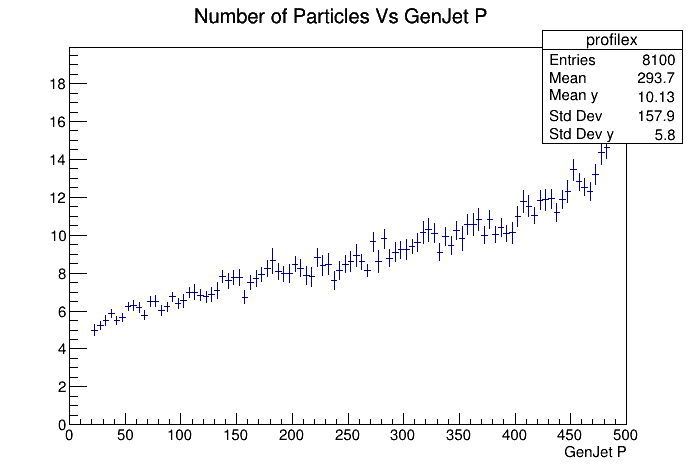 Number of Particles Vs GenJet P
profilex
Entries 8100
Mean 293.7
Mean y 10.13
Std Dev 157.9
Std Dev y 5.8
18
16
14
12
10
8
6
4
2
0
0 50 100 150 200 250 300 350 400 450 500
GenJet P